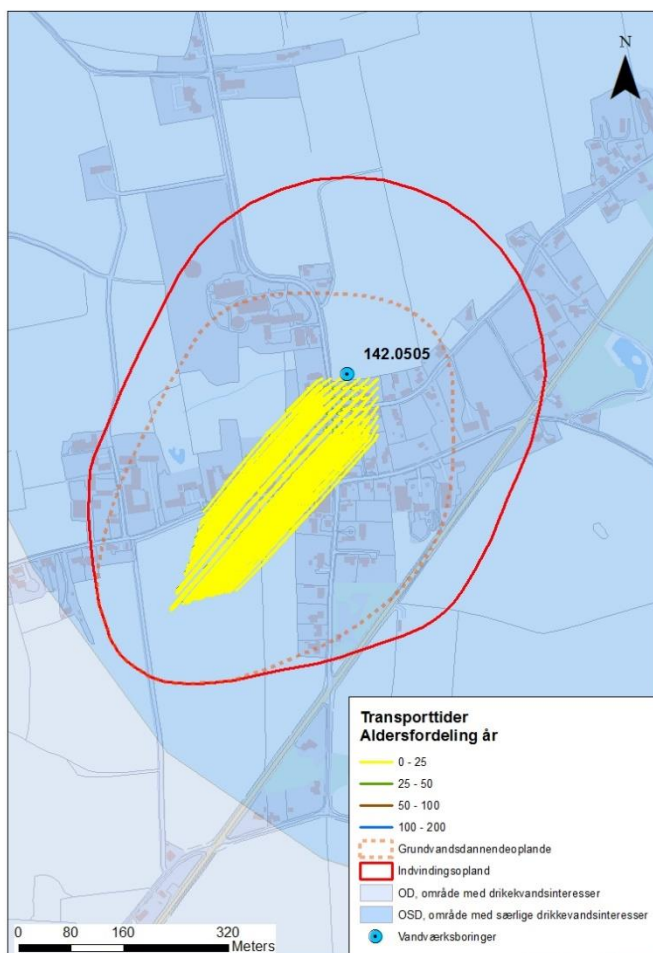 N
142.0505
Transporttider
Aldersfordeling år
0 - 25
25 - 50
50 - 100
100 - 200
Grundvandsdannendeoplande
Indvindingsopland
OD, område med drikekvandsinteresser
OSD, område med særlige drikkevandsinteresser
Vandværksboringer
0 80 160 320
Meters